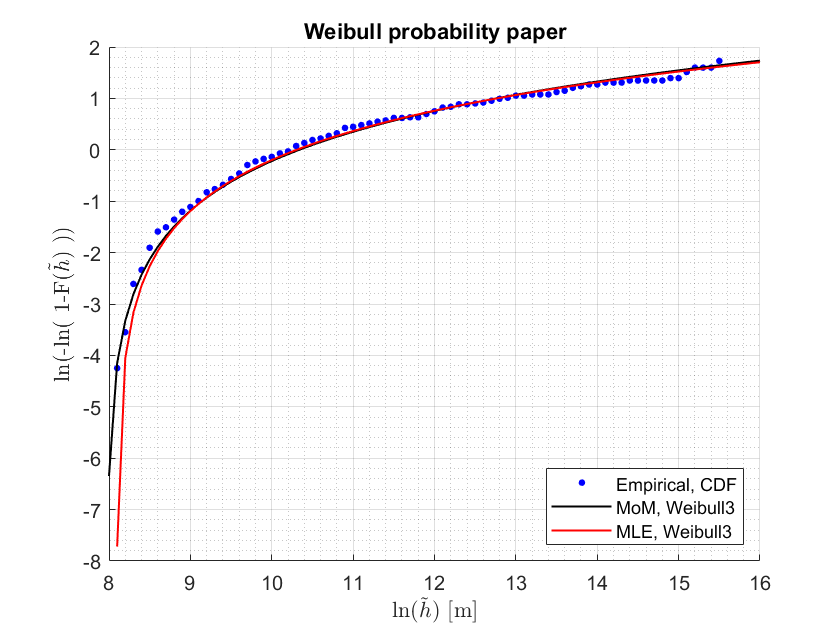 Weibull probability paper
2
1
0
-1
-2
-3
-4
-5
-6
-7
-8
ln(-ln( 1-F(h̃) ))
8 9 10 11 12 13 14 15 16
ln(h̃) [m]
Empirical, CDF
MoM, Weibull3
MLE, Weibull3